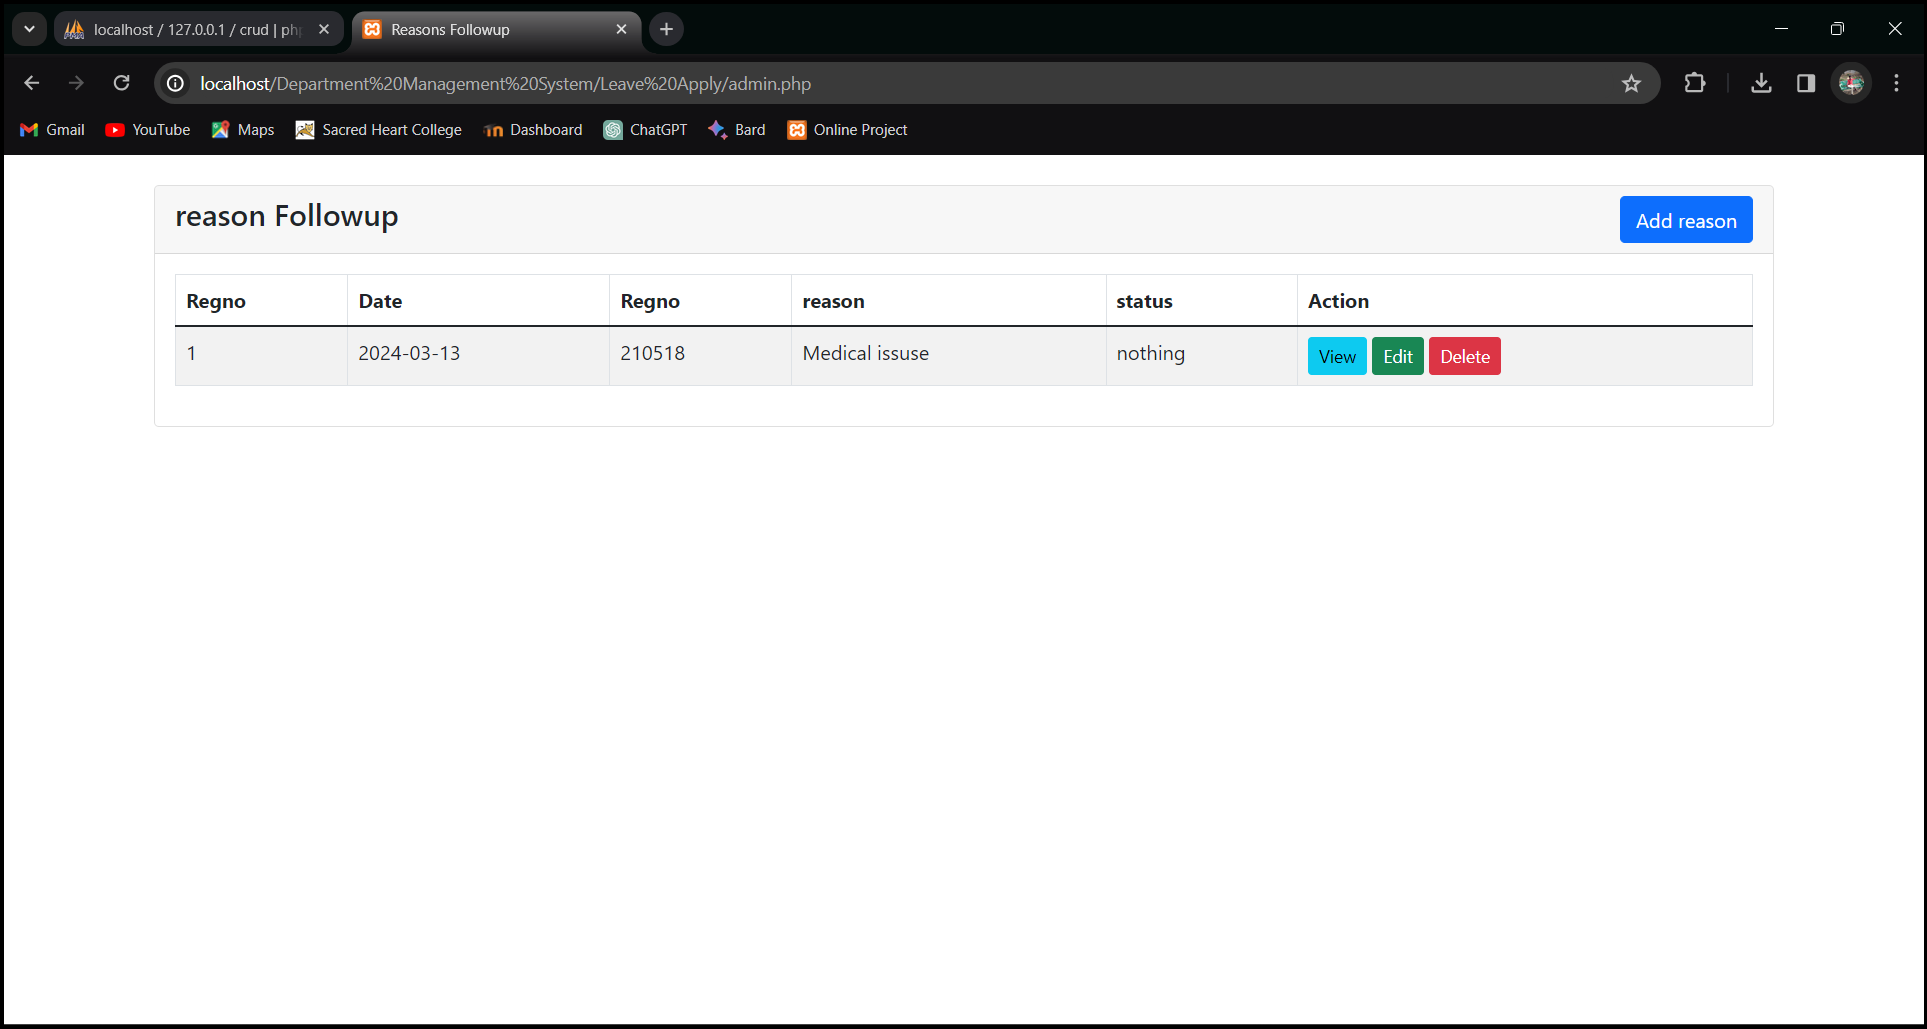 localhost / 127.0.0.1 / crud | php
Reasons Followup
localhost/Department%20Management%20System/Leave%20Apply/admin.php
Gmail YouTube Maps Sacred Heart College Dashboard ChatGPT Bard Online Project
reason Followup
Add reason
Regno Date Regno reason status Action
1 2024-03-13 210518 Medical issuse nothing View Edit Delete